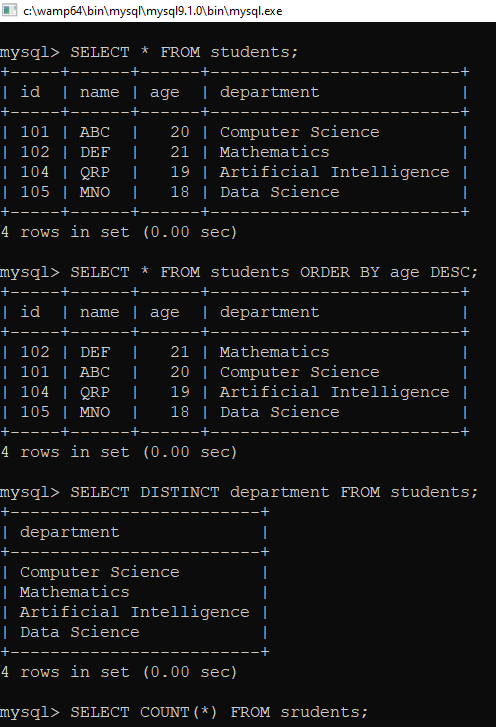 c:\wamp64\bin\mysql\mysql9.1.0\bin\mysql.exe
mysql> SELECT * FROM students;
+-----+------+------+-------------------------+
| id  | name | age  | department              |
+-----+------+------+-------------------------+
| 101 | ABC  |   20 | Computer Science        |
| 102 | DEF  |   21 | Mathematics             |
| 104 | QRP  |   19 | Artificial Intelligence |
| 105 | MNO  |   18 | Data Science            |
+-----+------+------+-------------------------+
4 rows in set (0.00 sec)
mysql> SELECT * FROM students ORDER BY age DESC;
+-----+------+------+-------------------------+
| id  | name | age  | department              |
+-----+------+------+-------------------------+
| 102 | DEF  |   21 | Mathematics             |
| 101 | ABC  |   20 | Computer Science        |
| 104 | QRP  |   19 | Artificial Intelligence |
| 105 | MNO  |   18 | Data Science            |
+-----+------+------+-------------------------+
4 rows in set (0.00 sec)
mysql> SELECT DISTINCT department FROM students;
+-------------------------+
| department              |
+-------------------------+
| Computer Science        |
| Mathematics             |
| Artificial Intelligence |
| Data Science            |
+-------------------------+
4 rows in set (0.00 sec)
mysql> SELECT COUNT(*) FROM srudents;